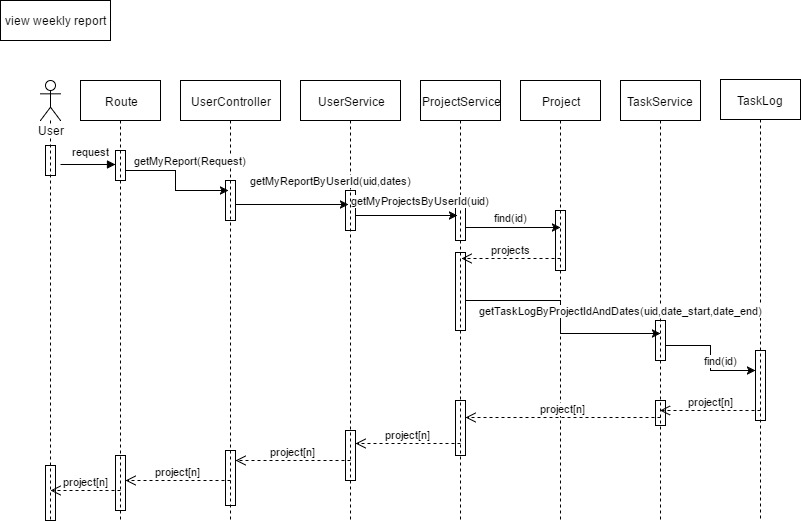 view weekly report
User
Route
UserController
UserService
ProjectService
Project
TaskService
TaskLog
request
getMyReport(Request)
getMyReportByUserId(uid,dates)
getMyProjectsByUserId(uid)
find(id)
projects
getTaskLogByProjectIdAndDates(uid,date_start,date_end)
find(id)
project[n]
project[n]
project[n]
project[n]
project[n]
project[n]